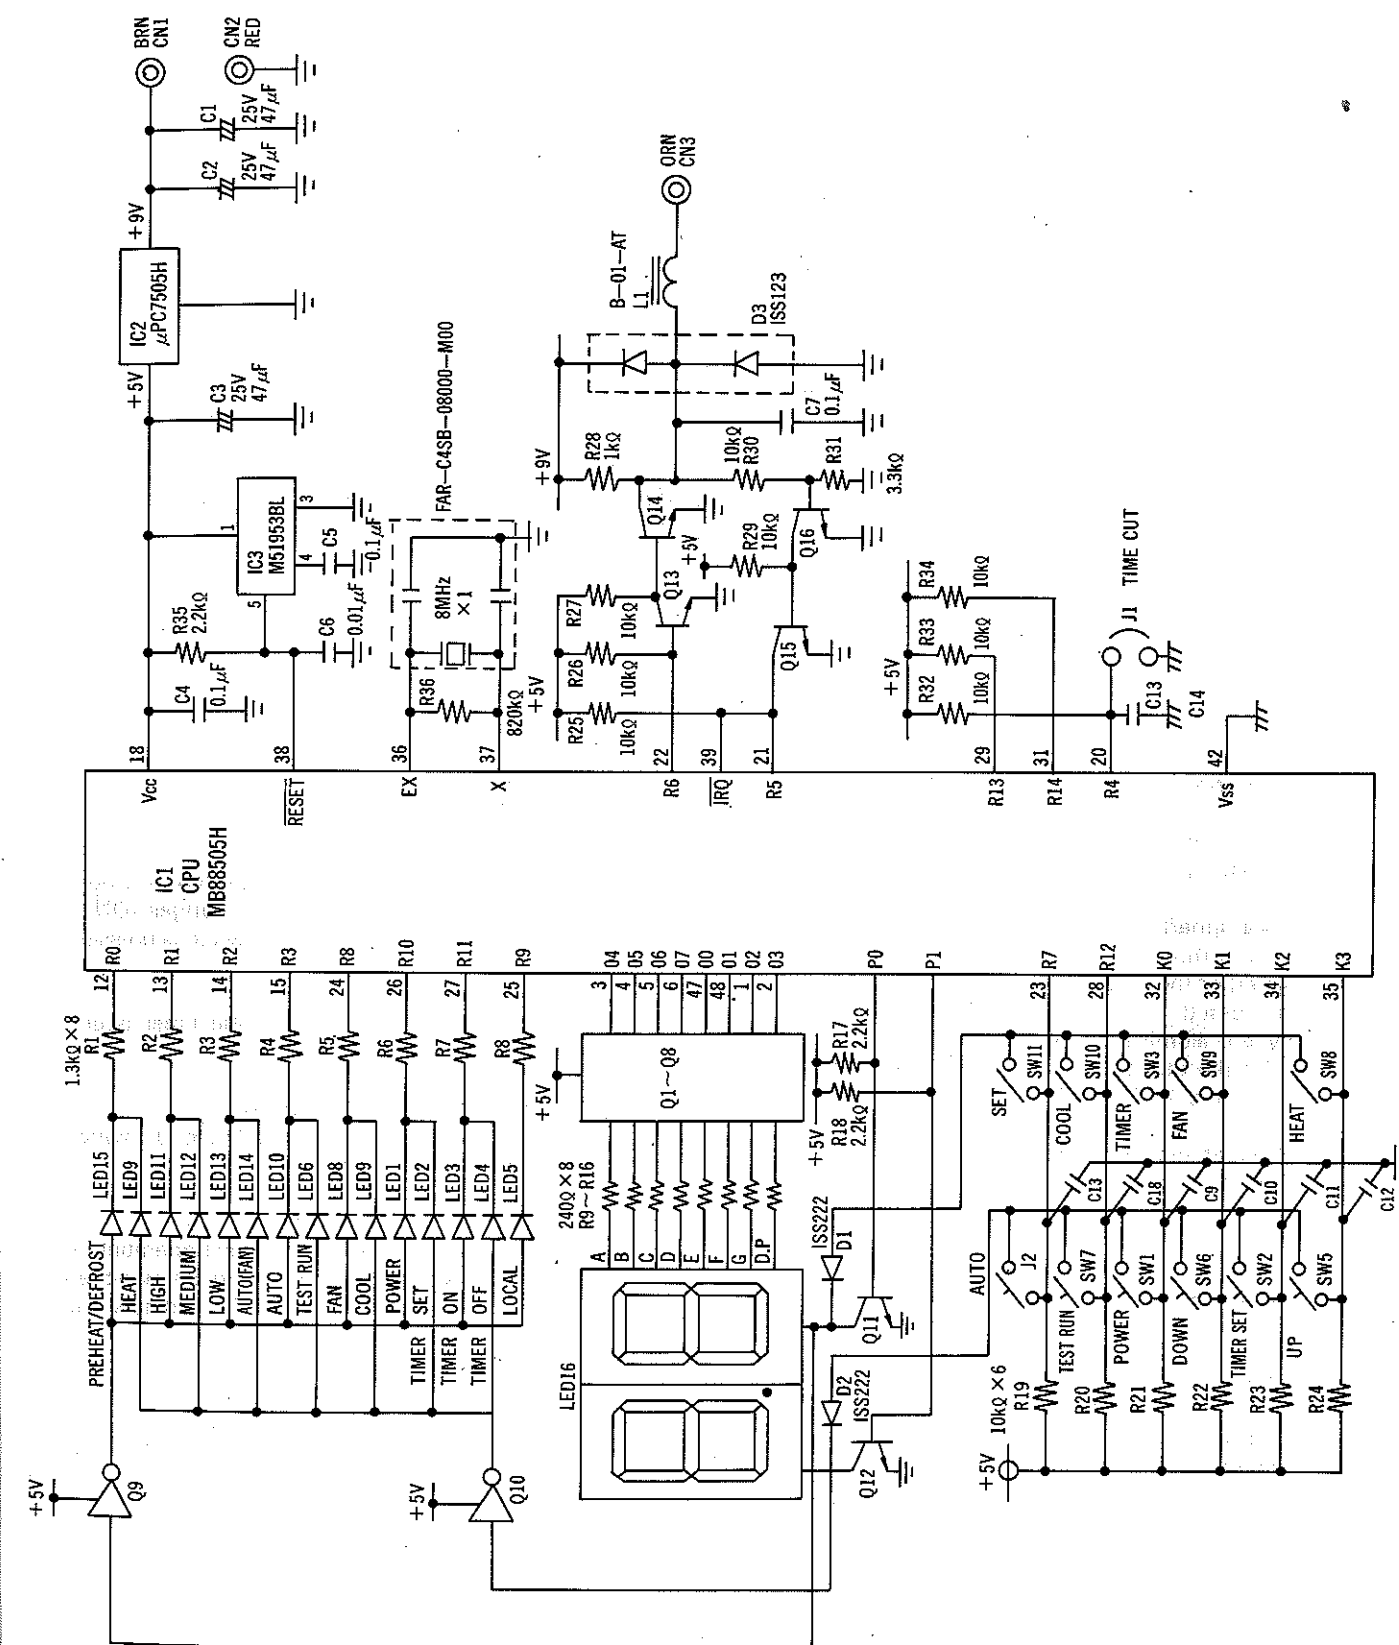 BRN
CN1
CN2
RED
C1
25V
47μF
C2
25V
47μF
+9V
IC2
μPC7505H
+5V
C3
25V
47μF
IC3
M51953BL
1
3
4
5
C5
0.1μF
R35
2.2kΩ
C6
0.01μF
C4
0.1μF
18
38
Vcc
RESET
FAR-C4SB-08000-M00
8MHz
×1
R36
820kΩ
36
37
EX
X
ORN
CN3
B-01-AT
L1
D3
ISS123
C7
0.1μF
+9V
R28
1kΩ
10kΩ
R30
R31
3.3kΩ
Q14
+5V
R29
10kΩ
Q16
Q13
R27
10kΩ
R26
10kΩ
+5V
R25
10kΩ
Q15
22
39
21
R6
IRQ
R5
R34
10kΩ
R33
10kΩ
+5V
R32
10kΩ
J1
TIME CUT
C13
C14
29
31
20
42
R13
R14
R4
Vss
IC1
CPU
MB88505H
R0
R1
R2
R3
R8
R10
R11
R9
12
13
14
15
24
26
27
25
1.3kΩ×8
R1
R2
R3
R4
R5
R6
R7
R8
LED15
LED9
LED11
LED12
LED13
LED14
LED10
LED6
LED8
LED9
LED1
LED2
LED3
LED4
LED5
PREHEAT/DEFROST
HEAT
HIGH
MEDIUM
LOW
AUTO(FAN)
AUTO
TEST RUN
FAN
COOL
POWER
TIMER SET
TIMER ON
TIMER OFF
LOCAL
+5V
Q9
+5V
Q10
O4
O5
O6
O7
O0
O1
O2
O3
3
4
5
6
47
48
1
2
+5V
Q1~Q8
240Ω×8
R9~R16
A
B
C
D
E
F
G
D.P
LED16
P0
P1
R17
2.2kΩ
+5V
R18
2.2kΩ
ISS222
D1
Q11
D2
ISS222
Q12
R7
R12
K0
K1
K2
K3
23
28
32
33
34
35
SET
SW11
COOL
SW10
TIMER
SW3
FAN
SW9
HEAT
SW8
C13
C18
C9
C10
C11
C12
AUTO
J2
TEST RUN
SW7
POWER
SW1
DOWN
SW6
TIMER SET
SW2
UP
SW5
10kΩ×6
R19
R20
R21
R22
R23
R24
+5V